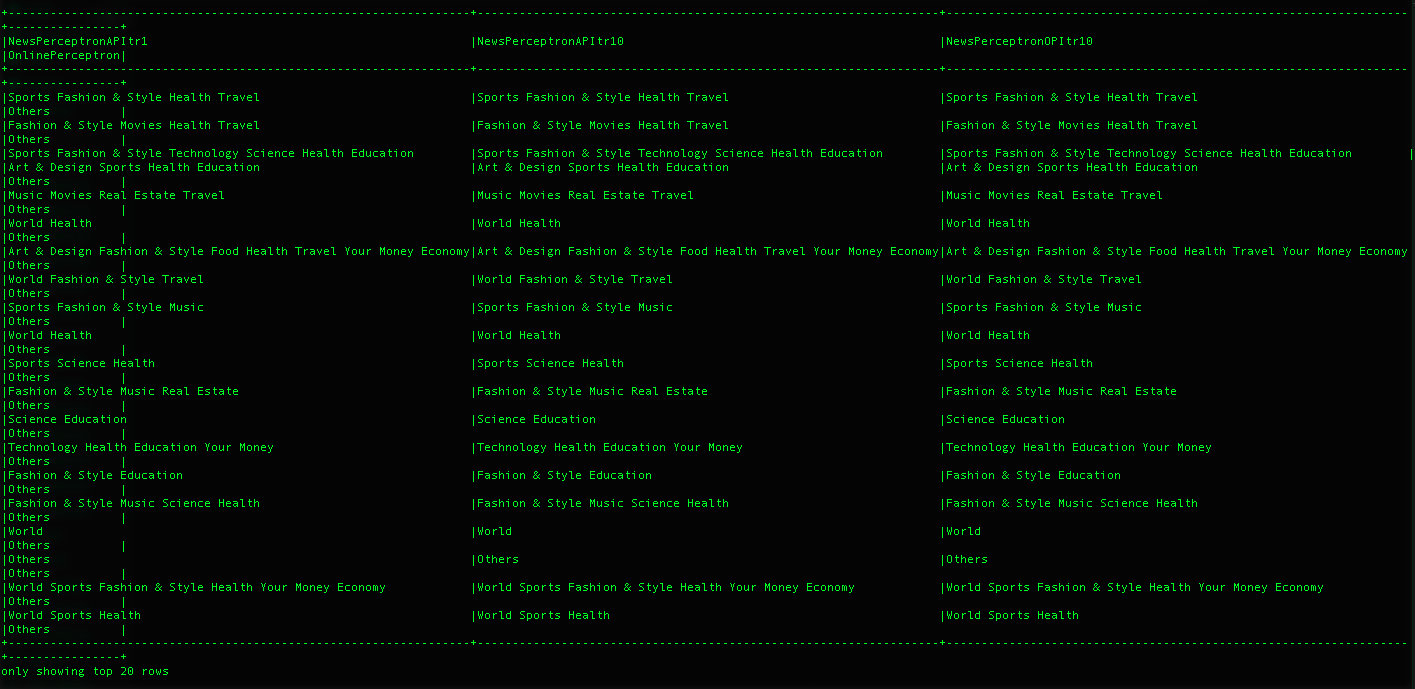 +------------------------------------------------------------------+------------------------------------------------------------------+------------------------------------------------------------------
+----------------+
|NewsPerceptronAPItr1 |NewsPerceptronAPItr10 |NewsPerceptronOPItr10
|OnlinePerceptron|
+------------------------------------------------------------------+------------------------------------------------------------------+------------------------------------------------------------------
+----------------+
|Sports Fashion & Style Health Travel |Sports Fashion & Style Health Travel |Sports Fashion & Style Health Travel
|Others |
|Fashion & Style Movies Health Travel |Fashion & Style Movies Health Travel |Fashion & Style Movies Health Travel
|Others |
|Sports Fashion & Style Technology Science Health Education |Sports Fashion & Style Technology Science Health Education |Sports Fashion & Style Technology Science Health Education |
|Art & Design Sports Health Education |Art & Design Sports Health Education |Art & Design Sports Health Education
|Others |
|Music Movies Real Estate Travel |Music Movies Real Estate Travel |Music Movies Real Estate Travel
|Others |
|World Health |World Health |World Health
|Others |
|Art & Design Fashion & Style Food Health Travel Your Money Economy|Art & Design Fashion & Style Food Health Travel Your Money Economy|Art & Design Fashion & Style Food Health Travel Your Money Economy
|Others |
|World Fashion & Style Travel |World Fashion & Style Travel |World Fashion & Style Travel
|Others |
|Sports Fashion & Style Music |Sports Fashion & Style Music |Sports Fashion & Style Music
|Others |
|World Health |World Health |World Health
|Others |
|Sports Science Health |Sports Science Health |Sports Science Health
|Others |
|Fashion & Style Music Real Estate |Fashion & Style Music Real Estate |Fashion & Style Music Real Estate
|Others |
|Science Education |Science Education |Science Education
|Others |
|Technology Health Education Your Money |Technology Health Education Your Money |Technology Health Education Your Money
|Others |
|Fashion & Style Education |Fashion & Style Education |Fashion & Style Education
|Others |
|Fashion & Style Music Science Health |Fashion & Style Music Science Health |Fashion & Style Music Science Health
|Others |
|World |World |World
|Others |
|Others |Others |Others
|Others |
|World Sports Fashion & Style Health Your Money Economy |World Sports Fashion & Style Health Your Money Economy |World Sports Fashion & Style Health Your Money Economy
|Others |
|World Sports Health |World Sports Health |World Sports Health
|Others |
+------------------------------------------------------------------+------------------------------------------------------------------+------------------------------------------------------------------
+----------------+
only showing top 20 rows